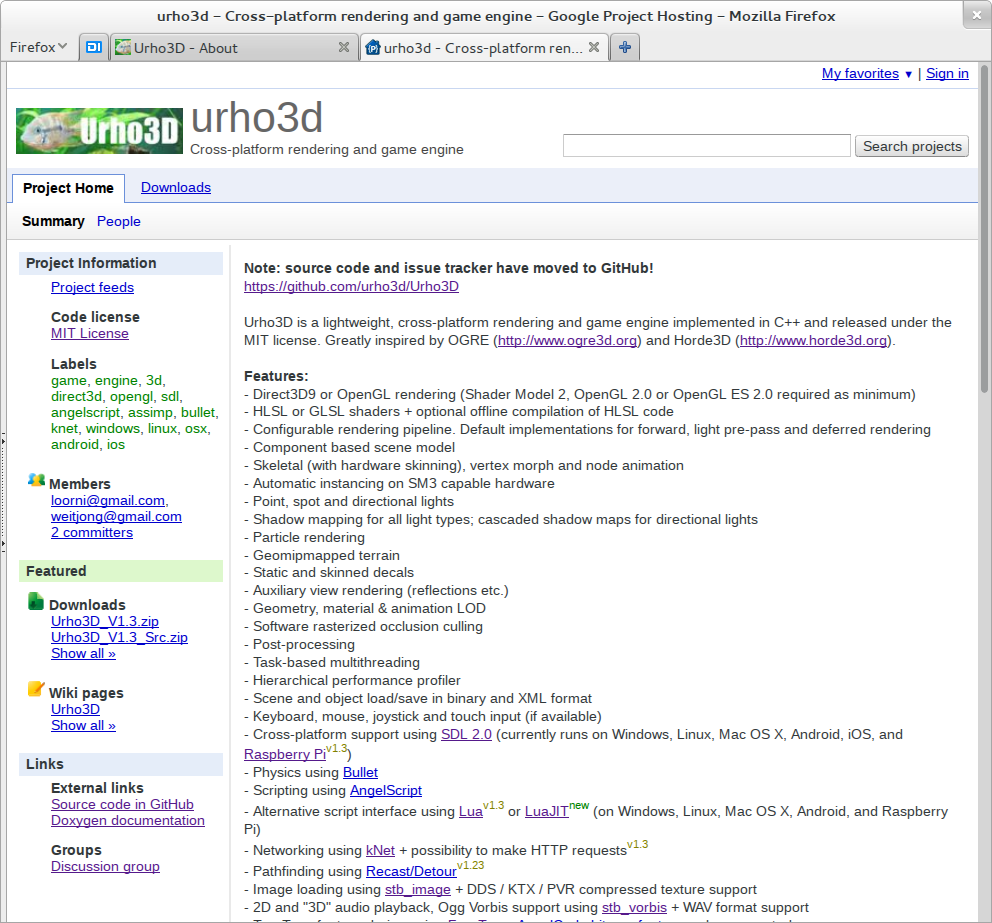 urho3d – Cross–platform rendering and game engine – Google Project Hosting – Mozilla Firefox
Firefox
Urho3D - About
urho3d - Cross-platform ren...
My favorites ▼ | Sign in
Urho3D
urho3d
Cross-platform rendering and game engine
Search projects
Project Home
Downloads
Summary
People
Project Information
Project feeds
Code license
MIT License
Labels
game, engine, 3d,
direct3d, opengl, sdl,
angelscript, assimp, bullet,
knet, windows, linux, osx,
android, ios
Members
loorni@gmail.com,
weitjong@gmail.com
2 committers
Featured
Downloads
Urho3D_V1.3.zip
Urho3D_V1.3_Src.zip
Show all »
Wiki pages
Urho3D
Show all »
Links
External links
Source code in GitHub
Doxygen documentation
Groups
Discussion group
Note: source code and issue tracker have moved to GitHub!
https://github.com/urho3d/Urho3D
Urho3D is a lightweight, cross-platform rendering and game engine implemented in C++ and released under the
MIT license. Greatly inspired by OGRE (http://www.ogre3d.org) and Horde3D (http://www.horde3d.org).
Features:
- Direct3D9 or OpenGL rendering (Shader Model 2, OpenGL 2.0 or OpenGL ES 2.0 required as minimum)
- HLSL or GLSL shaders + optional offline compilation of HLSL code
- Configurable rendering pipeline. Default implementations for forward, light pre-pass and deferred rendering
- Component based scene model
- Skeletal (with hardware skinning), vertex morph and node animation
- Automatic instancing on SM3 capable hardware
- Point, spot and directional lights
- Shadow mapping for all light types; cascaded shadow maps for directional lights
- Particle rendering
- Geomipmapped terrain
- Static and skinned decals
- Auxiliary view rendering (reflections etc.)
- Geometry, material & animation LOD
- Software rasterized occlusion culling
- Post-processing
- Task-based multithreading
- Hierarchical performance profiler
- Scene and object load/save in binary and XML format
- Keyboard, mouse, joystick and touch input (if available)
- Cross-platform support using SDL 2.0 (currently runs on Windows, Linux, Mac OS X, Android, iOS, and
Raspberry Pi v1.3)
- Physics using Bullet
- Scripting using AngelScript
- Alternative script interface using Lua v1.3 or LuaJIT new (on Windows, Linux, Mac OS X, Android, and Raspberry
Pi)
- Networking using kNet + possibility to make HTTP requests v1.3
- Pathfinding using Recast/Detour v1.23
- Image loading using stb_image + DDS / KTX / PVR compressed texture support
- 2D and "3D" audio playback, Ogg Vorbis support using stb_vorbis + WAV format support